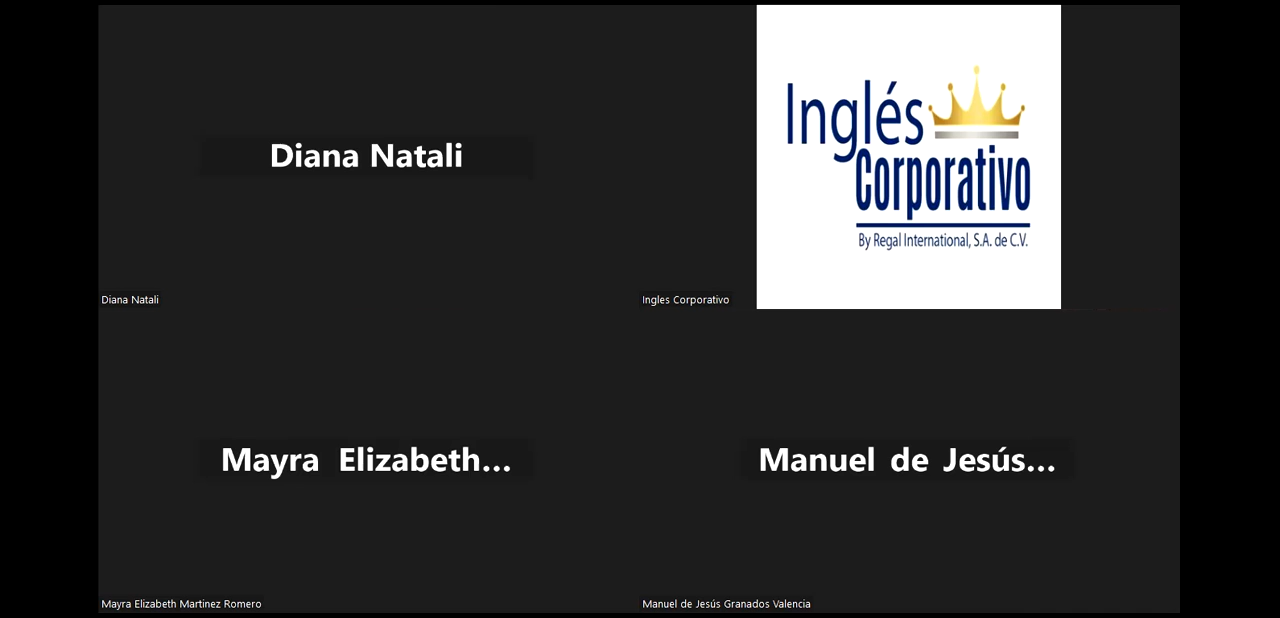 Diana Natali
Diana Natali
Inglés
Corporativo
By Regal International, S.A. de C.V.
Ingles Corporativo
Mayra Elizabeth...
Mayra Elizabeth Martinez Romero
Manuel de Jesús...
Manuel de Jesús Granados Valencia